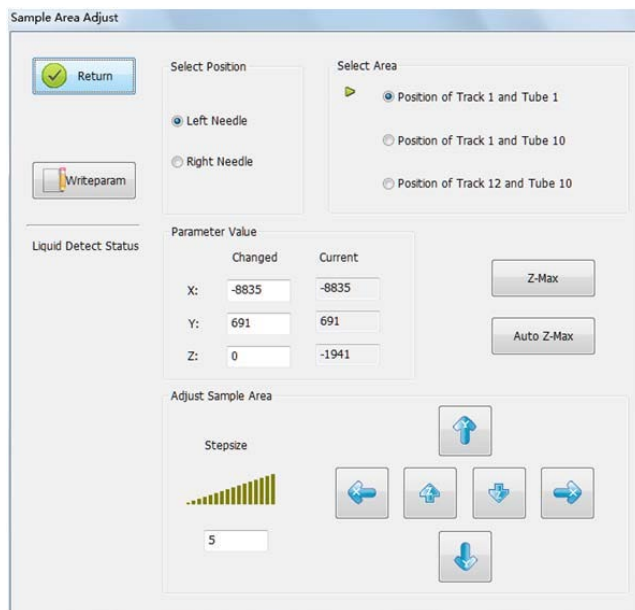 Sample Area Adjust
Return
Writeparam
Liquid Detect Status
Select Position
Left Needle
Right Needle
Select Area
Position of Track 1 and Tube 1
Position of Track 1 and Tube 10
Position of Track 12 and Tube 10
Parameter Value
Changed Current
X: -8835 -8835
Y: 691 691
Z: 0 -1941
Z-Max
Auto Z-Max
Adjust Sample Area
Stepsize
5
Y
X Z Z X
Y